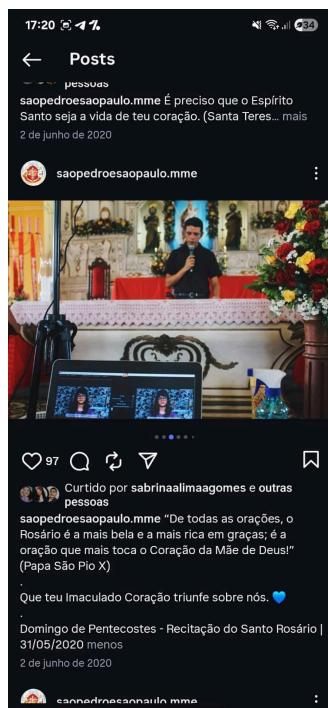 17:20
34
Posts
pessoas
saopedroesaopaulo.mme É preciso que o Espírito
Santo seja a vida de teu coração. (Santa Teres... mais
2 de junho de 2020
saopedroesaopaulo.mme
97
Curtido por sabrinaalimaagomes e outras
pessoas
saopedroesaopaulo.mme “De todas as orações, o
Rosário é a mais bela e a mais rica em graças; é a
oração que mais toca o Coração da Mãe de Deus!”
(Papa São Pio X)
.
Que teu Imaculado Coração triunfe sobre nós. 💙
.
Domingo de Pentecostes - Recitação do Santo Rosário |
31/05/2020 menos
2 de junho de 2020
saopedroesaopaulo.mme